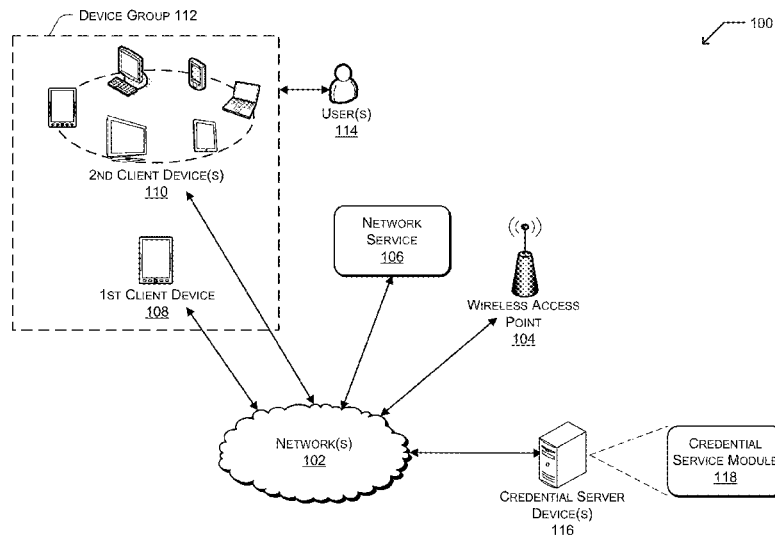 DEVICE GROUP 112
100
USER(S)
114
2ND CLIENT DEVICE(S)
110
NETWORK
SERVICE
106
1ST CLIENT DEVICE
108
WIRELESS ACCESS
POINT
104
NETWORK(S)
102
CREDENTIAL
SERVICE MODULE
118
CREDENTIAL SERVER
DEVICE(S)
116